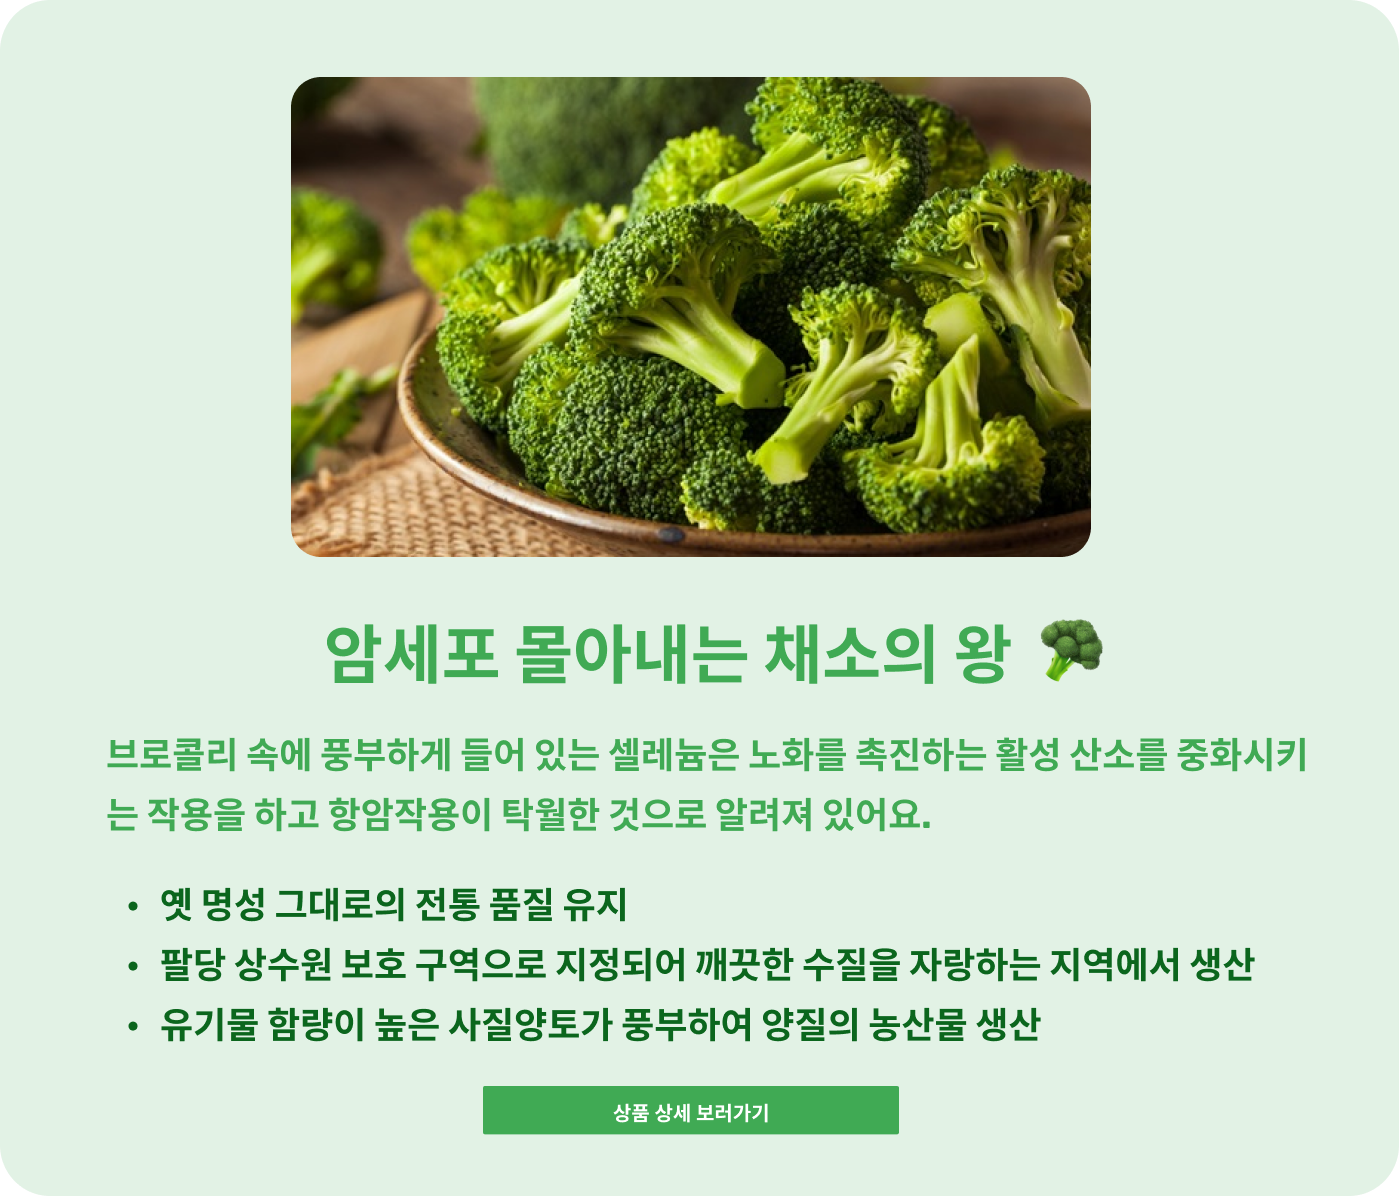 암세포 몰아내는 채소의 왕 🥦
브로콜리 속에 풍부하게 들어 있는 셀레늄은 노화를 촉진하는 활성 산소를 중화시키
는 작용을 하고 항암작용이 탁월한 것으로 알려져 있어요.
• 옛 명성 그대로의 전통 품질 유지
• 팔당 상수원 보호 구역으로 지정되어 깨끗한 수질을 자랑하는 지역에서 생산
• 유기물 함량이 높은 사질양토가 풍부하여 양질의 농산물 생산
상품 상세 보러가기